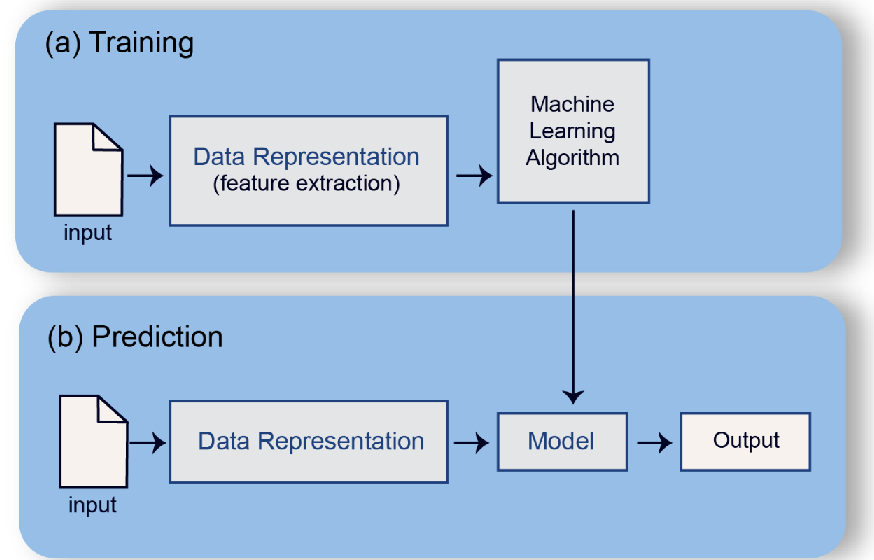 (a) Training
Machine
Learning
Algorithm
Data Representation
(feature extraction)
input
(b) Prediction
Data Representation
Model
Output
input